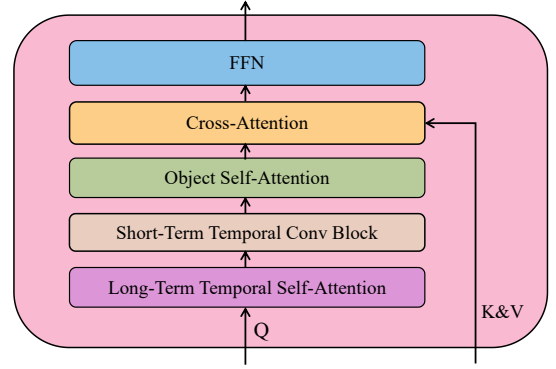 FFN
Cross-Attention
Object Self-Attention
Short-Term Temporal Conv Block
Long-Term Temporal Self-Attention
K&V
Q